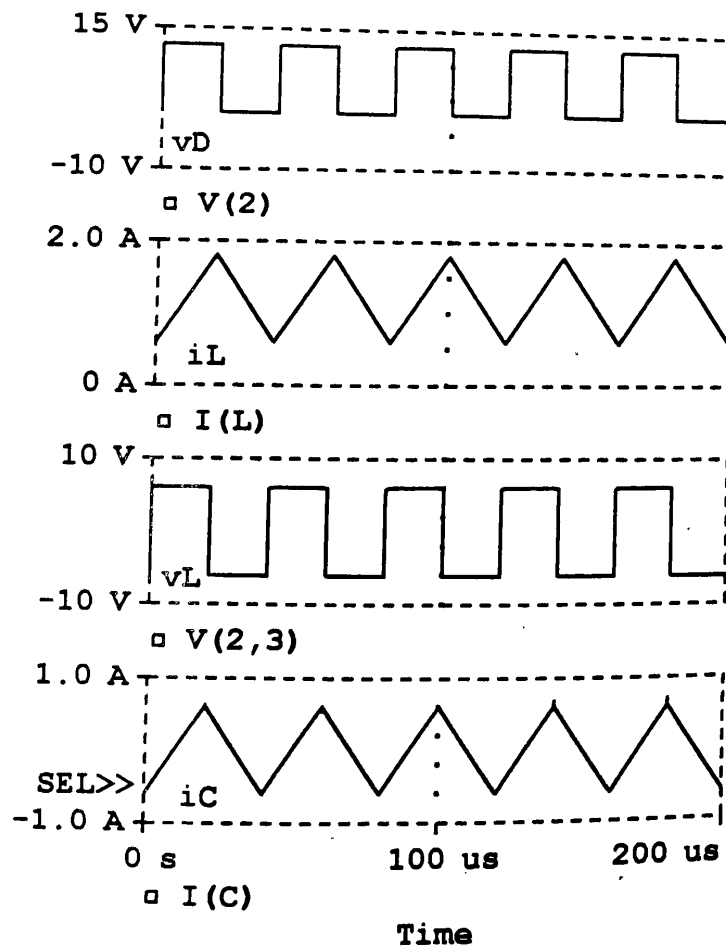 15 V
vD
-10 V
▫ V(2)
2.0 A
iL
0 A
▫ I(L)
10 V
vL
-10 V
▫ V(2,3)
1.0 A
SEL>>
iC
-1.0 A
0 s 100 us 200 us
▫ I(C)
Time